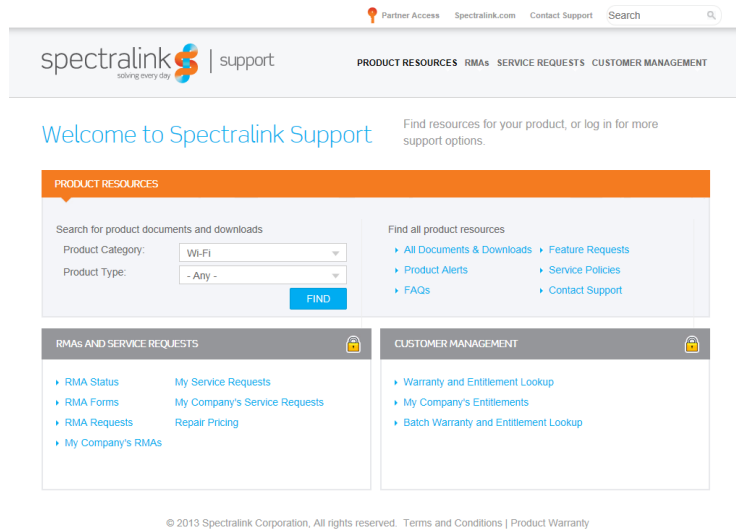 Partner Access Spectralink.com Contact Support Search
spectralink | support
solving every day
PRODUCT RESOURCES RMAs SERVICE REQUESTS CUSTOMER MANAGEMENT
Welcome to Spectralink Support
Find resources for your product, or log in for more
support options.
PRODUCT RESOURCES
Search for product documents and downloads
Product Category: Wi-Fi
Product Type: - Any -
FIND
Find all product resources
All Documents & Downloads Feature Requests
Product Alerts Service Policies
FAQs Contact Support
RMAs AND SERVICE REQUESTS
RMA Status My Service Requests
RMA Forms My Company's Service Requests
RMA Requests Repair Pricing
My Company's RMAs
CUSTOMER MANAGEMENT
Warranty and Entitlement Lookup
My Company's Entitlements
Batch Warranty and Entitlement Lookup
© 2013 Spectralink Corporation, All rights reserved. Terms and Conditions | Product Warranty